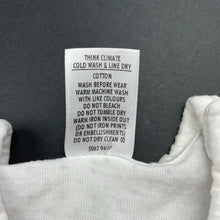 THINK CLIMATE
COLD WASH & LINE DRY
COTTON
WASH BEFORE WEAR
WARM MACHINE WASH
WITH LIKE COLOURS
DO NOT BLEACH
DO NOT TUMBLE DRY
WARM IRON INSIDE OUT
(DO NOT IRON PRINTS
OR EMBELLISHMENTS)
DO NOT DRY CLEAN